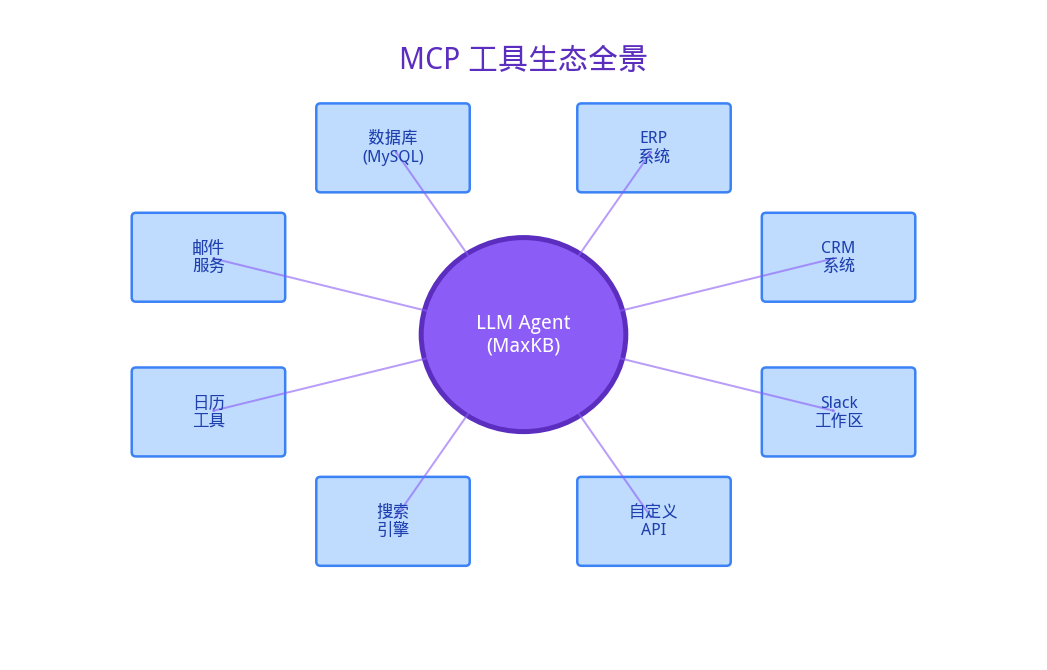 MCP 工具生态全景
数据库
(MySQL)
ERP
系统
邮件
服务
CRM
系统
LLM Agent
(MaxKB)
日历
工具
Slack
工作区
搜索
引擎
自定义
API